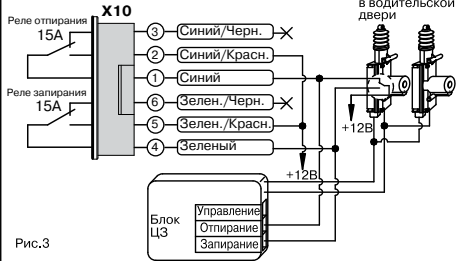 в водительской
двери
X10
Реле отпирания
15А
Реле запирания
15А
3 Синий/Черн.
2 Синий/Красн.
1 Синий
6 Зелен./Черн.
5 Зелен./Красн.
4 Зеленый
+12В
+12В
Блок
ЦЗ
Управление
Отпирание
Запирание
Рис.3